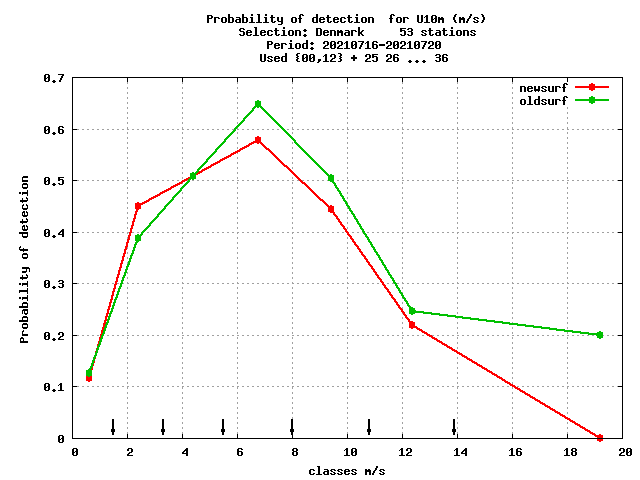 Probability of detection  for U10m (m/s)
Selection: Denmark     53 stations
Period: 20210716-20210720
Used {00,12} + 25 26 ... 36
newsurf
oldsurf
0.7
0.6
0.5
0.4
0.3
0.2
0.1
0
Probability of detection
0 2 4 6 8 10 12 14 16 18 20
classes m/s